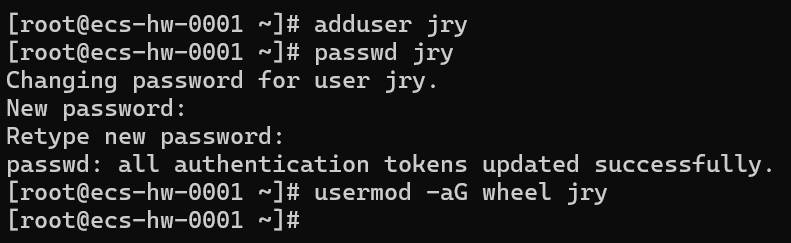 [root@ecs-hw-0001 ~]# adduser jry
[root@ecs-hw-0001 ~]# passwd jry
Changing password for user jry.
New password:
Retype new password:
passwd: all authentication tokens updated successfully.
[root@ecs-hw-0001 ~]# usermod -aG wheel jry
[root@ecs-hw-0001 ~]#